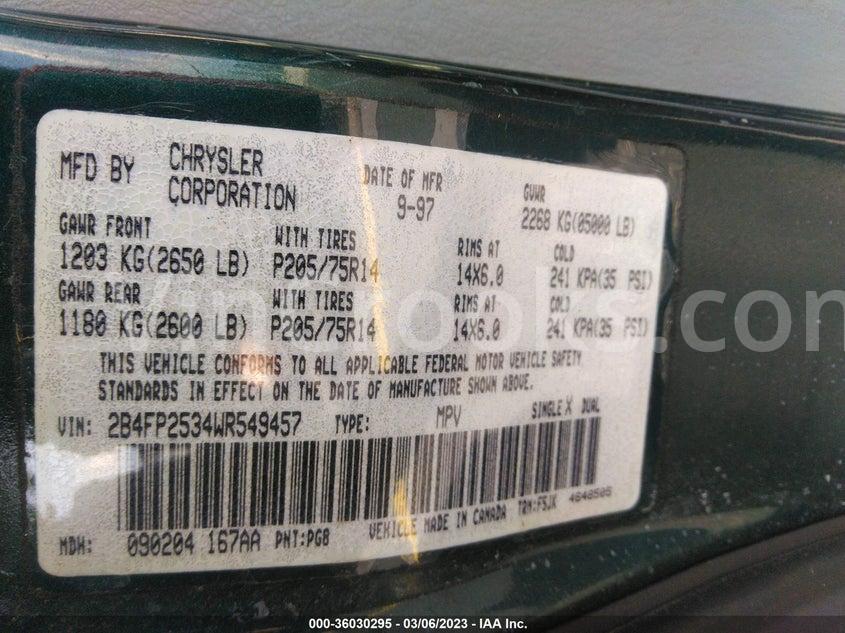 MFD BY CHRYSLER CORPORATION DATE OF MFR 9-97 GVWR 2268 KG(05000 LB)
GAWR FRONT WITH TIRES RIMS AT COLD
1203 KG(2650 LB) P205/75R14 14X6.0 241 KPA(35 PSI)
GAWR REAR WITH TIRES RIMS AT COLD
1180 KG(2600 LB) P205/75R14 14X6.0 241 KPA(35 PSI)
THIS VEHICLE CONFORMS TO ALL APPLICABLE FEDERAL MOTOR VEHICLE SAFETY
STANDARDS IN EFFECT ON THE DATE OF MANUFACTURE SHOWN ABOVE.
VIN: 2B4FP2534WR549457 TYPE: MPV SINGLE X DUAL
MDH: 090204 167AA PNT:PG8 VEHICLE MADE IN CANADA TRM:F5JK 4648505
000-36030295 - 03/06/2023 - IAA Inc.